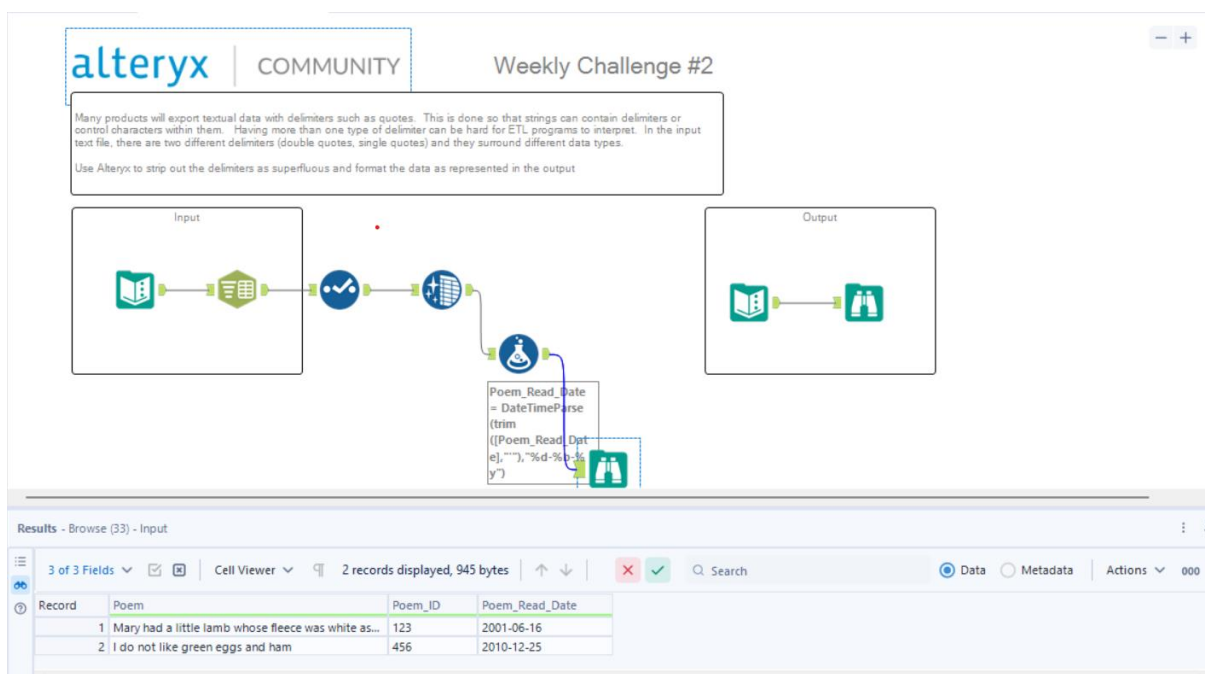 alteryx | COMMUNITY
Weekly Challenge #2
Many products will export textual data with delimiters such as quotes. This is done so that strings can contain delimiters or
control characters within them. Having more than one type of delimiter can be hard for ETL programs to interpret. In the input
text file, there are two different delimiters (double quotes, single quotes) and they surround different data types.
Use Alteryx to strip out the delimiters as superfluous and format the data as represented in the output
Input
Output
Poem_Read_Date
= DateTimeParse
(trim
([Poem_Read_Dat
e],"'"),"%d-%b-%
y")
Results - Browse (33) - Input
3 of 3 Fields
Cell Viewer
2 records displayed, 945 bytes
Search
Data
Metadata
Actions
000
Record Poem Poem_ID Poem_Read_Date
1 Mary had a little lamb whose fleece was white as... 123 2001-06-16
2 I do not like green eggs and ham 456 2010-12-25